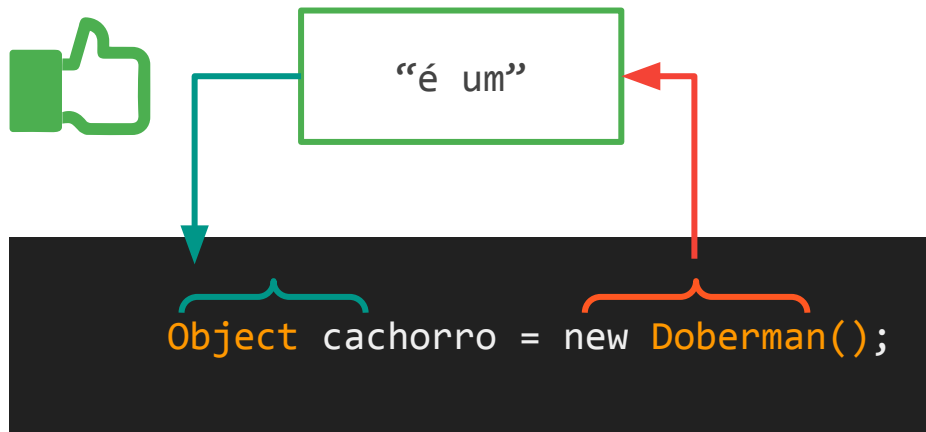 “é um”
Object cachorro = new Doberman();